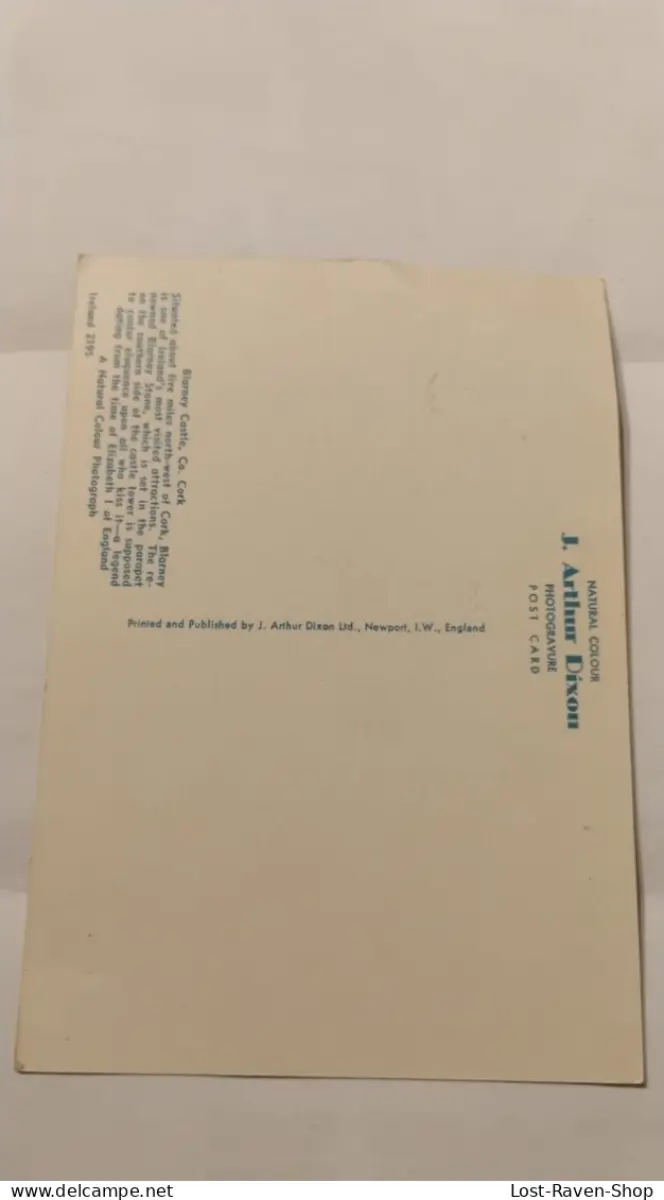 NATURAL COLOUR
J. Arthur Dixon
PHOTOGRAVURE
POST CARD
Blarney Castle, Co. Cork
Situated about five miles north-west of Cork, Blarney
is one of Ireland's most visited attractions. The re-
nowned Blarney Stone, which is set in the parapet
on the southern side of the castle tower is supposed
to confer eloquence upon all who kiss it—a legend
dating from the time of Elizabeth I of England
A Natural Colour Photograph
Ireland 2195
Printed and Published by J. Arthur Dixon Ltd., Newport, I.W., England
delcampe.net
Lost-Raven-Shop